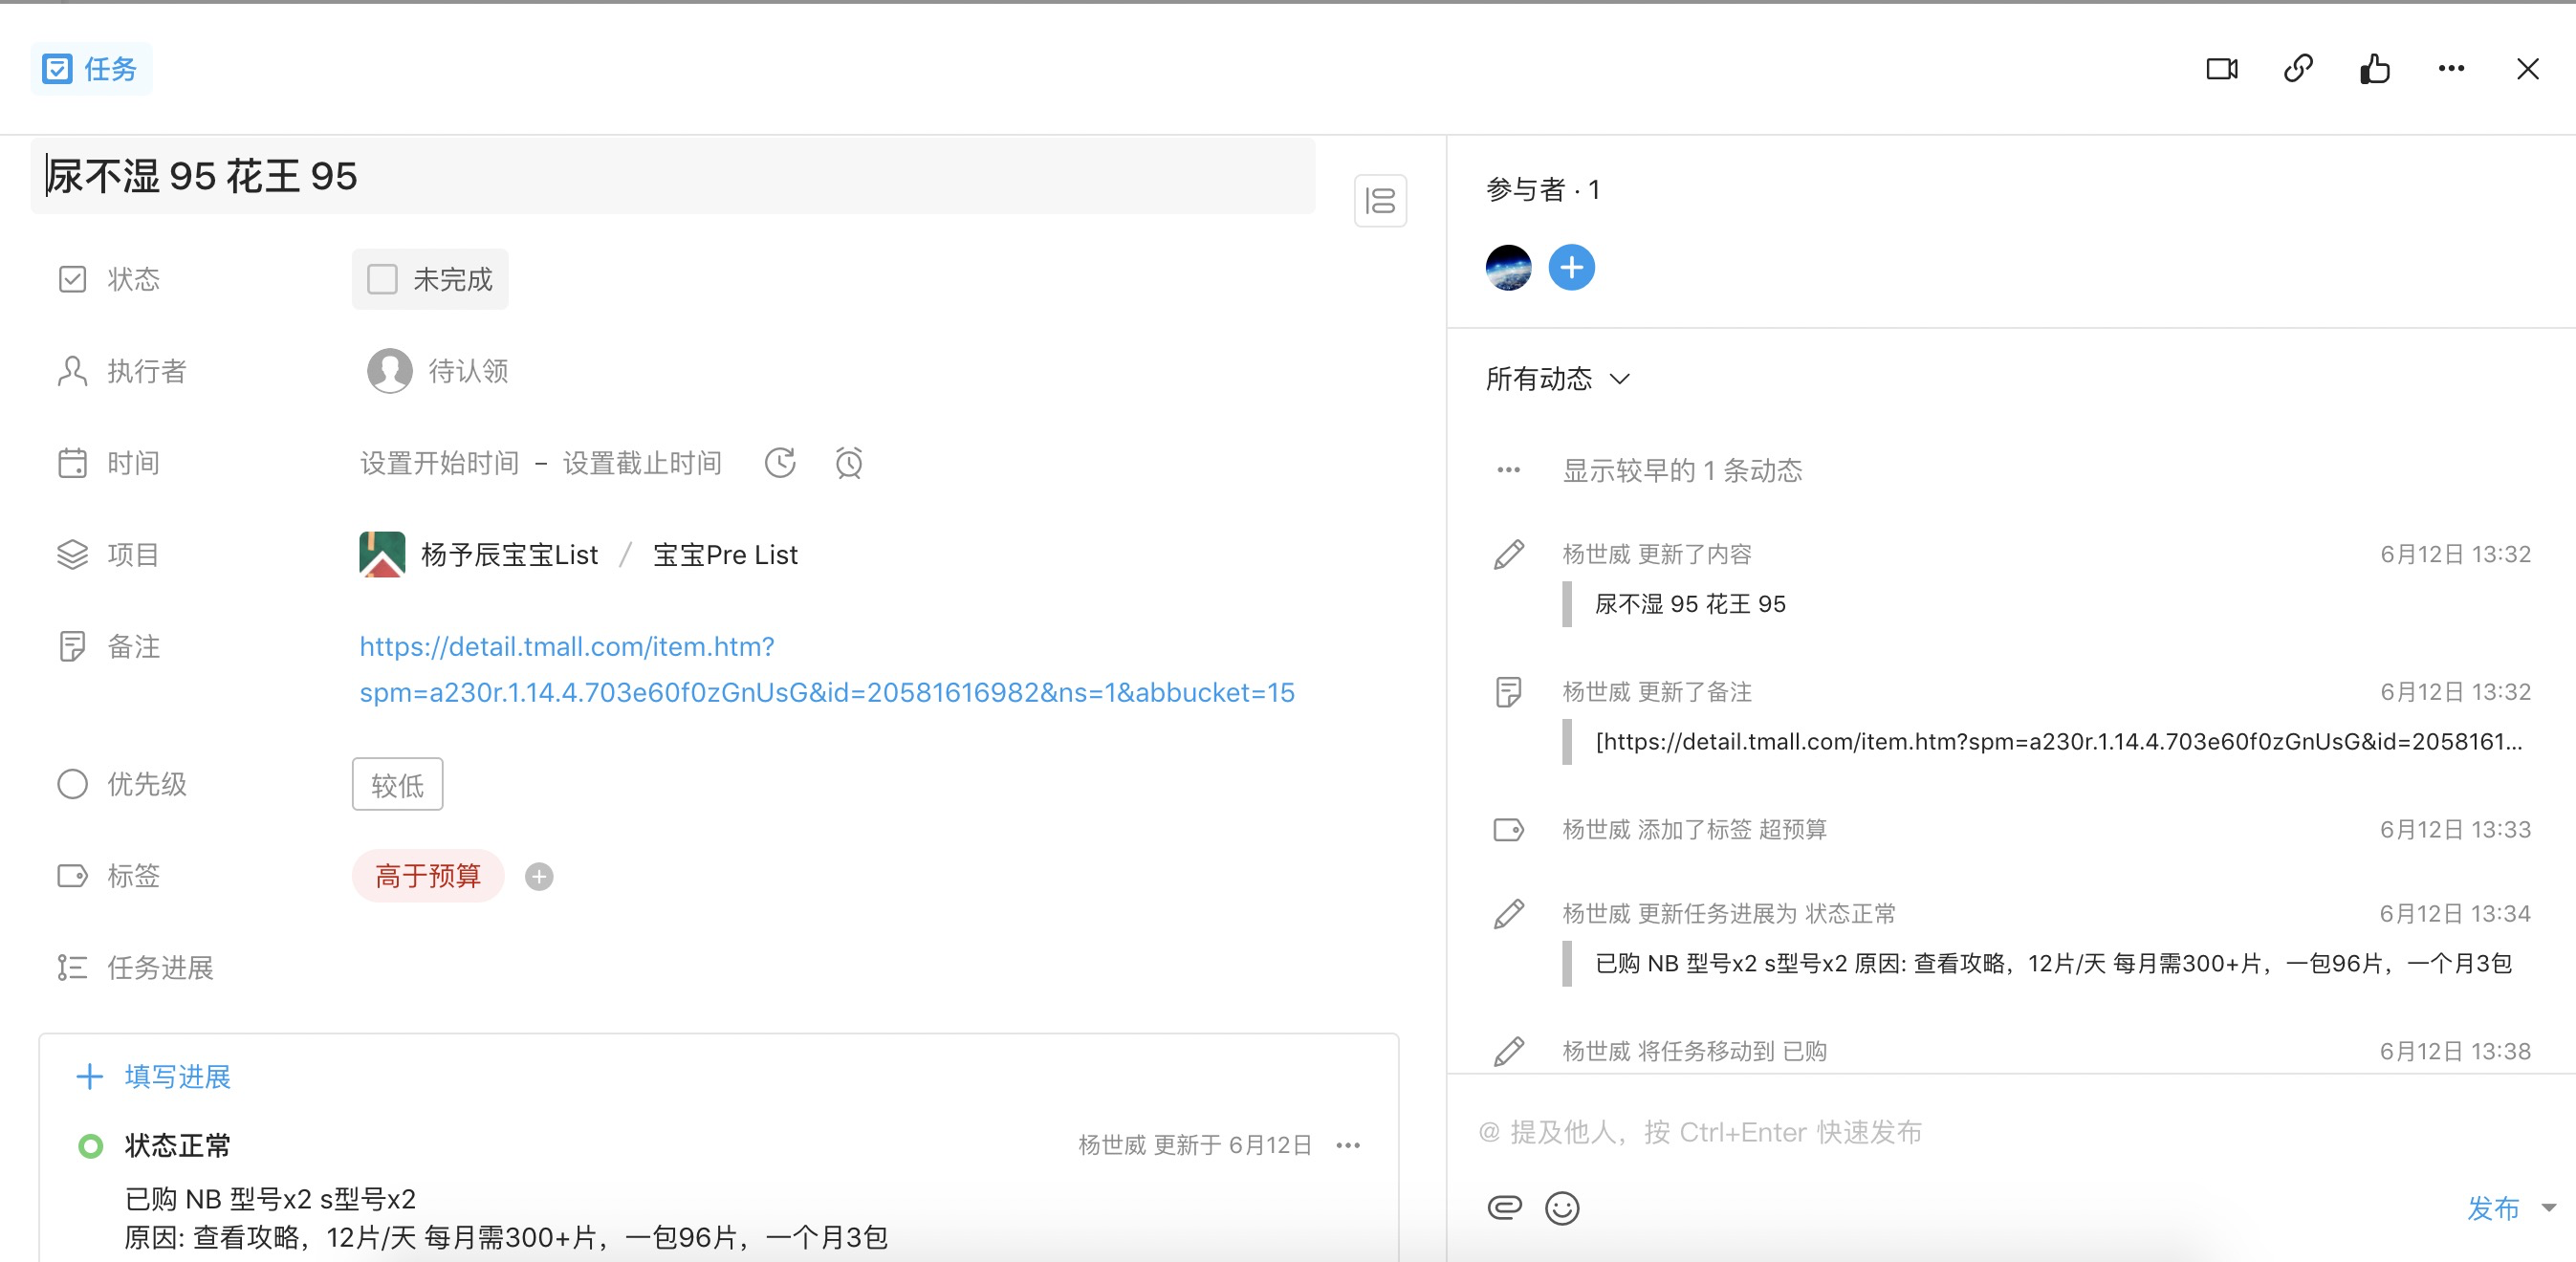 任务
尿不湿 95 花王 95
状态
未完成
执行者
待认领
时间
设置开始时间 – 设置截止时间
项目
杨予辰宝宝List / 宝宝Pre List
备注
https://detail.tmall.com/item.htm?
spm=a230r.1.14.4.703e60f0zGnUsG&id=20581616982&ns=1&abbucket=15
优先级
较低
标签
高于预算
任务进展
填写进展
状态正常
杨世威 更新于 6月12日
已购 NB 型号x2 s型号x2
原因: 查看攻略，12片/天 每月需300+片，一包96片，一个月3包
参与者 · 1
所有动态
显示较早的 1 条动态
杨世威 更新了内容
6月12日 13:32
尿不湿 95 花王 95
杨世威 更新了备注
6月12日 13:32
[https://detail.tmall.com/item.htm?spm=a230r.1.14.4.703e60f0zGnUsG&id=2058161...
杨世威 添加了标签 超预算
6月12日 13:33
杨世威 更新任务进展为 状态正常
6月12日 13:34
已购 NB 型号x2 s型号x2 原因: 查看攻略，12片/天 每月需300+片，一包96片，一个月3包
杨世威 将任务移动到 已购
6月12日 13:38
@ 提及他人，按 Ctrl+Enter 快速发布
发布